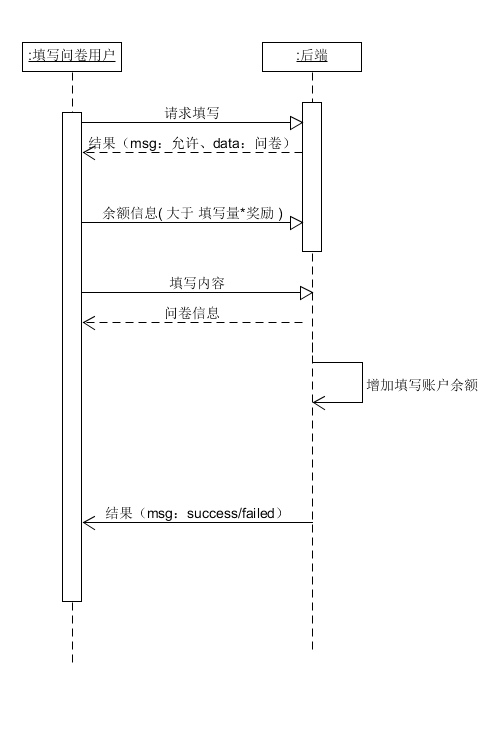 :填写问卷用户
:后端
请求填写
结果（msg：允许、data：问卷）
余额信息( 大于 填写量*奖励 )
填写内容
问卷信息
增加填写账户余额
结果（msg：success/failed）